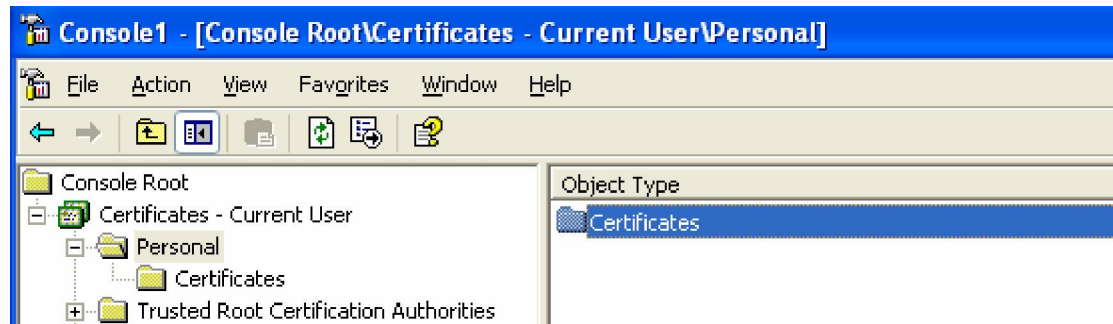 Console1 - [Console Root\Certificates - Current User\Personal]
File Action View Favorites Window Help
Console Root
Certificates - Current User
Personal
Certificates
Trusted Root Certification Authorities
Object Type
Certificates